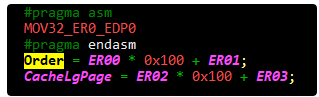 #pragma asm
MOV32_ER0_EDP0
#pragma endasm
Order = ER00 * 0x100 + ER01;
CacheLgPage = ER02 * 0x100 + ER03;